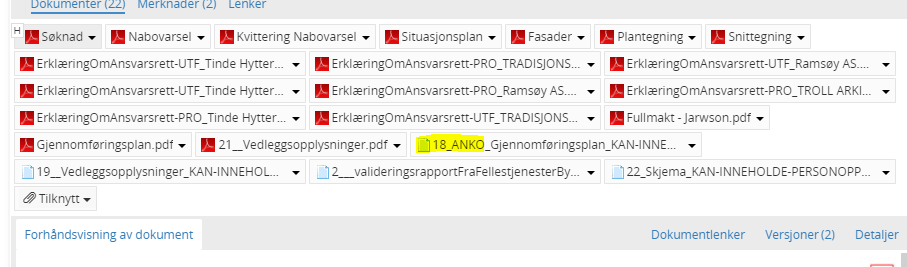 Dokumenter (22) Merknader (2) Lenker
H Søknad Nabovarsel Kvittering Nabovarsel Situasjonsplan Fasader Plantegning Snittegning
ErklæringOmAnsvarsrett-UTF_Tinde Hytter... ErklæringOmAnsvarsrett-PRO_TRADISJONS... ErklæringOmAnsvarsrett-UTF_Ramsøy AS....
ErklæringOmAnsvarsrett-UTF_Tinde Hytter... ErklæringOmAnsvarsrett-PRO_Ramsøy AS.... ErklæringOmAnsvarsrett-PRO_TROLL ARKI...
ErklæringOmAnsvarsrett-PRO_Tinde Hytter... ErklæringOmAnsvarsrett-UTF_TRADISJONS... Fullmakt - Jarwson.pdf
Gjennomføringsplan.pdf 21__Vedleggsopplysninger.pdf 18_ANKO_Gjennomføringsplan_KAN-INNE...
19__Vedleggsopplysninger_KAN-INNEHOL... 2___valideringsrapportFraFellestjenesterBy... 22_Skjema_KAN-INNEHOLDE-PERSONOPP...
Tilknytt
Forhåndsvisning av dokument Dokumentlenker Versjoner (2) Detaljer